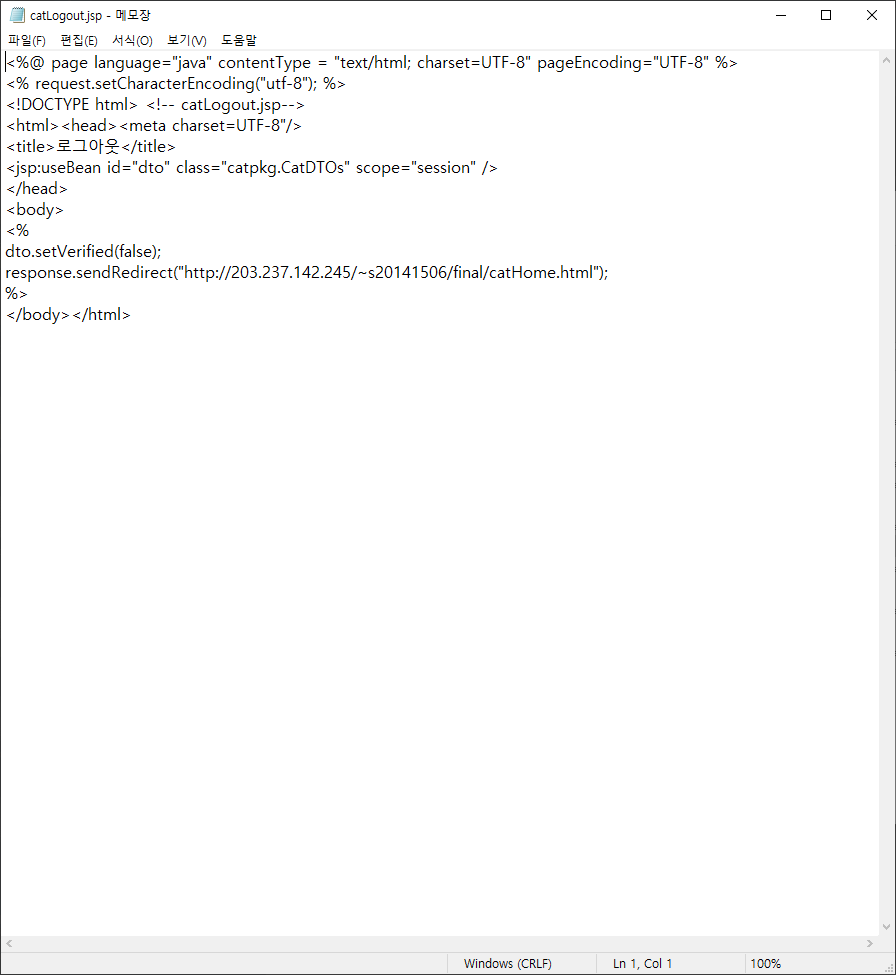 catLogout.jsp - 메모장
파일(F) 편집(E) 서식(O) 보기(V) 도움말
<%@ page language="java" contentType = "text/html; charset=UTF-8" pageEncoding="UTF-8" %>
<% request.setCharacterEncoding("utf-8"); %>
<!DOCTYPE html> <!-- catLogout.jsp-->
<html><head><meta charset=UTF-8"/>
<title>로그아웃</title>
<jsp:useBean id="dto" class="catpkg.CatDTOs" scope="session" />
</head>
<body>
<%
dto.setVerified(false);
response.sendRedirect("http://203.237.142.245/~s20141506/final/catHome.html");
%>
</body></html>
Windows (CRLF) Ln 1, Col 1 100%